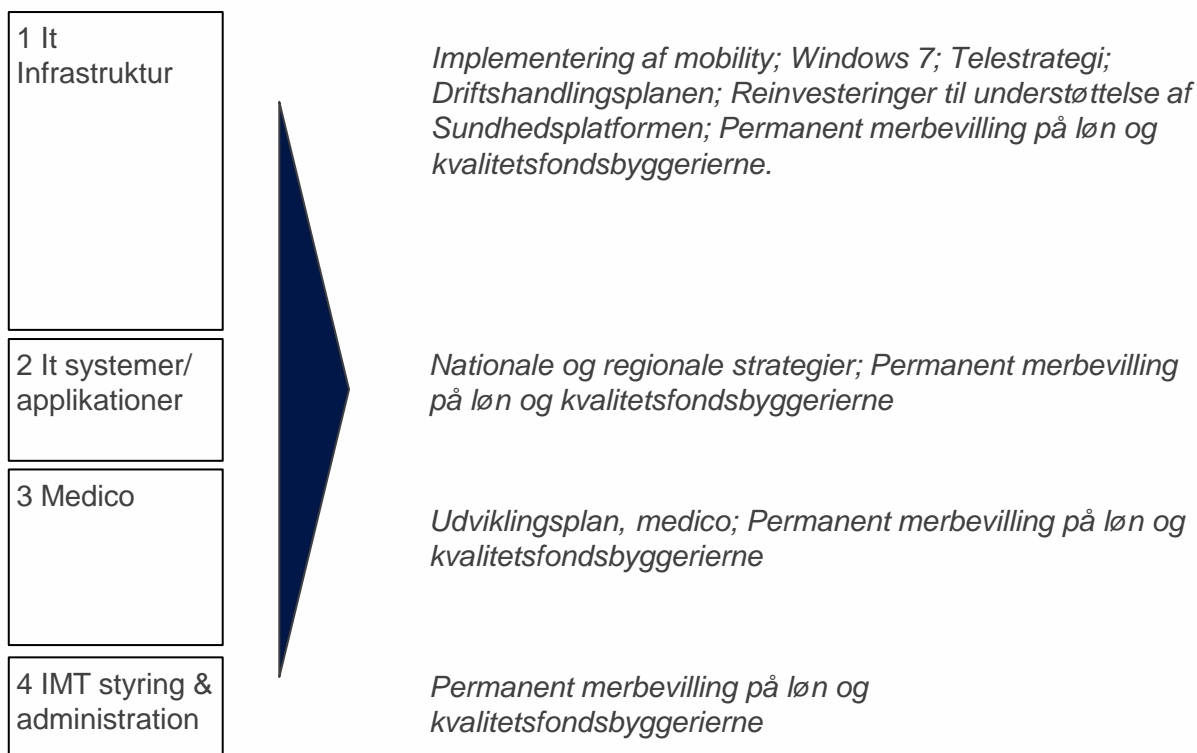 1 It
Infrastruktur
Implementering af mobility; Windows 7; Telestrategi;
Driftshandlingsplanen; Reinvesteringer til understøttelse af
Sundhedsplatformen; Permanent merbevilling på løn og
kvalitetsfondsbyggerierne.
2 It systemer/
applikationer
Nationale og regionale strategier; Permanent merbevilling
på løn og kvalitetsfondsbyggerierne
3 Medico
Udviklingsplan, medico; Permanent merbevilling på løn og
kvalitetsfondsbyggerierne
4 IMT styring &
administration
Permanent merbevilling på løn og
kvalitetsfondsbyggerierne